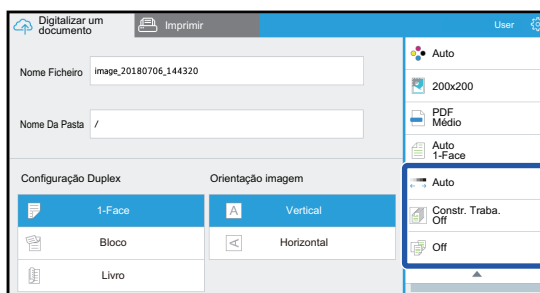 Digitalizar um
documento
Imprimir
User
Nome Ficheiro
image_20180706_144320
Nome Da Pasta
/
Configuração Duplex
Orientação imagem
1-Face
A
Vertical
Bloco
A
Horizontal
Livro
Auto
200x200
PDF
Médio
Auto
1-Face
Auto
Constr. Traba.
Off
Off